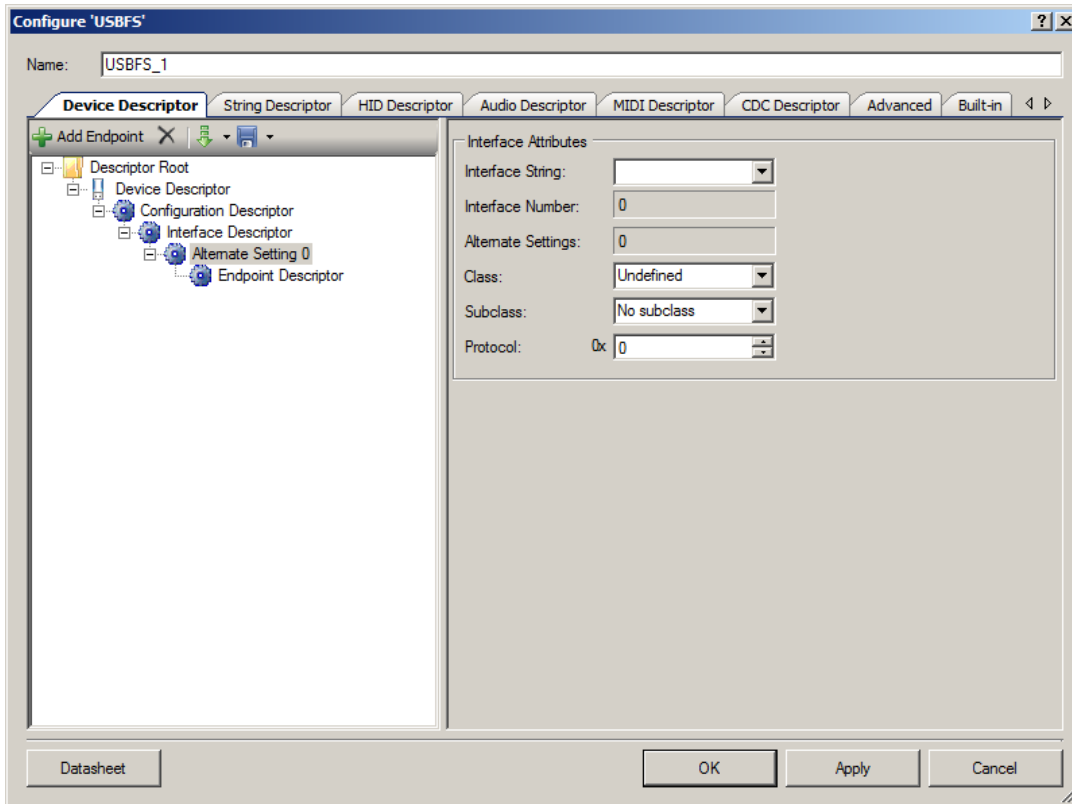 Configure 'USBFS'
Name: USBFS_1
Device Descriptor String Descriptor HID Descriptor Audio Descriptor MIDI Descriptor CDC Descriptor Advanced Built-in
Add Endpoint
Descriptor Root
Device Descriptor
Configuration Descriptor
Interface Descriptor
Alternate Setting 0
Endpoint Descriptor
Interface Attributes
Interface String:
Interface Number: 0
Alternate Settings: 0
Class: Undefined
Subclass: No subclass
Protocol: 0x 0
Datasheet OK Apply Cancel